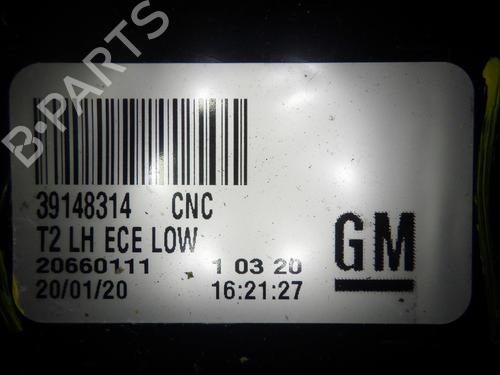 B-PARTS
39148314 CNC
T2 LH ECE LOW
20660111 1 03 20
20/01/20 16:21:27
GM